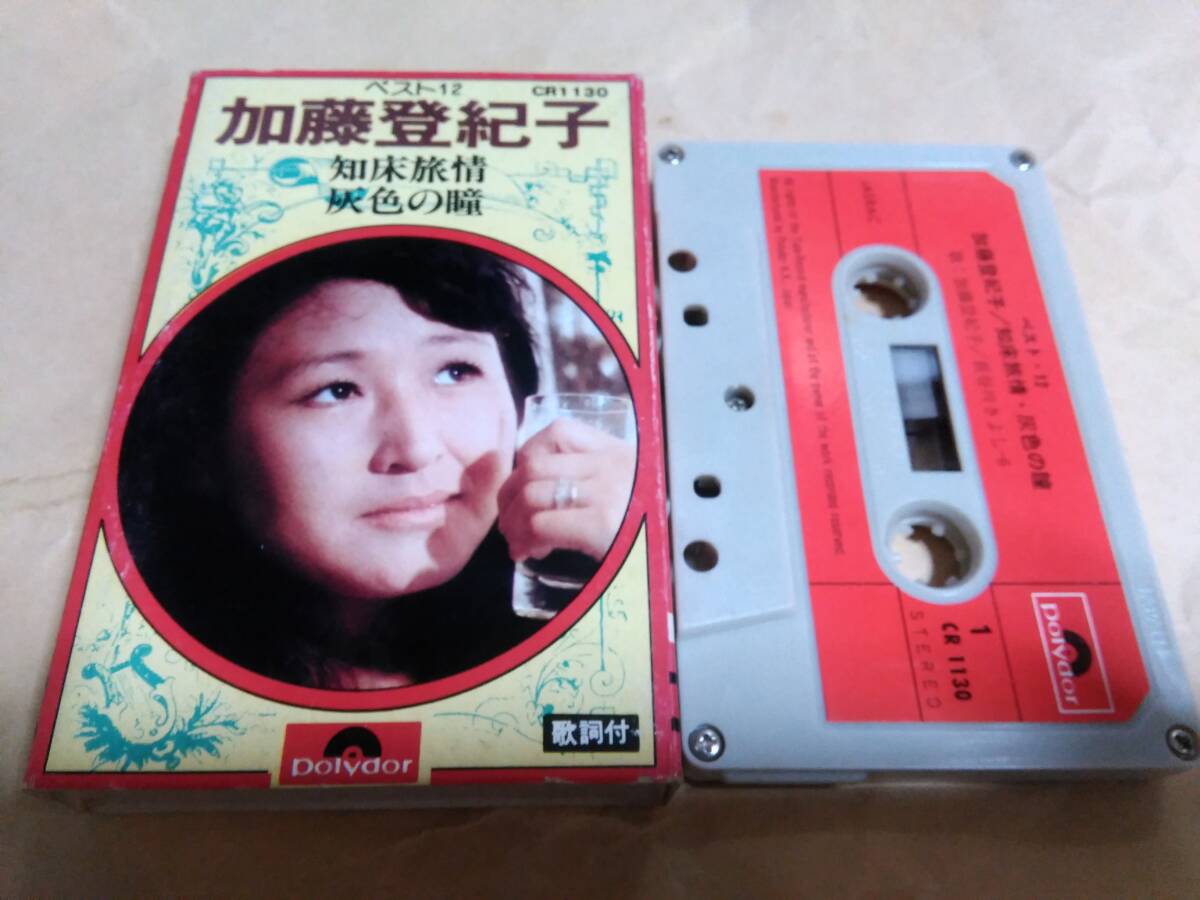 ベスト12
CR1130
加藤登紀子
知床旅情
灰色の瞳
polydor
歌詞付
ベスト・12
加藤登紀子/知床旅情・灰色の瞳
polydor
1
CR 1130
STEREO